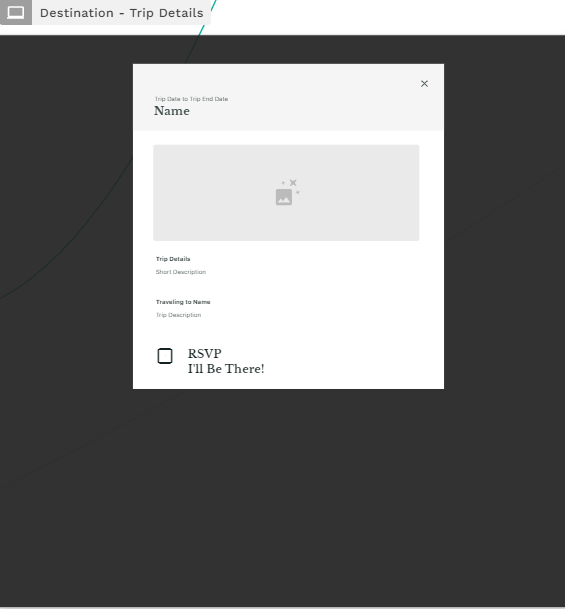 Destination - Trip Details
Trip Date to Trip End Date
Name
Trip Details
Short Description
Traveling to Name
Trip Description
RSVP
I'll Be There!